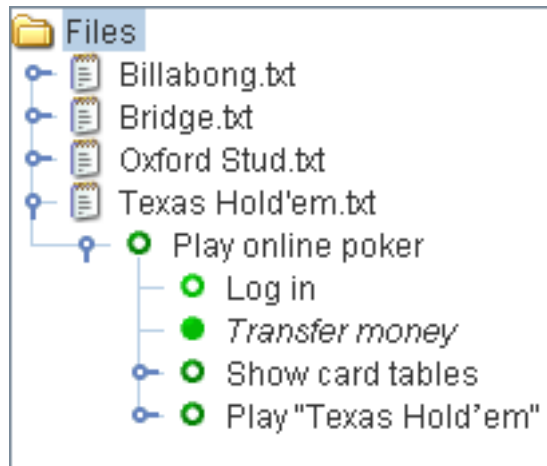 Files
Billabong.txt
Bridge.txt
Oxford Stud.txt
Texas Hold'em.txt
Play online poker
Log in
Transfer money
Show card tables
Play "Texas Hold’em"